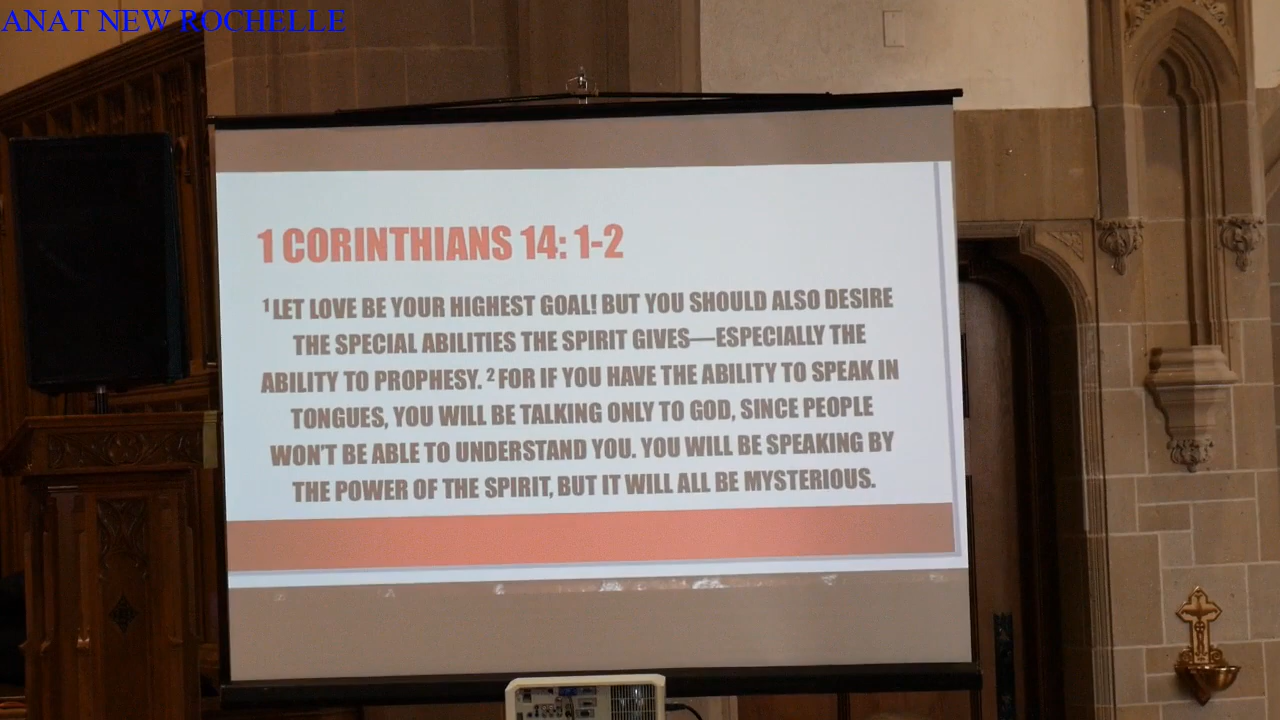 ANAT NEW ROCHELLE
1 CORINTHIANS 14: 1-2
¹ LET LOVE BE YOUR HIGHEST GOAL! BUT YOU SHOULD ALSO DESIRE
THE SPECIAL ABILITIES THE SPIRIT GIVES—ESPECIALLY THE
ABILITY TO PROPHESY. ² FOR IF YOU HAVE THE ABILITY TO SPEAK IN
TONGUES, YOU WILL BE TALKING ONLY TO GOD, SINCE PEOPLE
WON'T BE ABLE TO UNDERSTAND YOU. YOU WILL BE SPEAKING BY
THE POWER OF THE SPIRIT, BUT IT WILL ALL BE MYSTERIOUS.